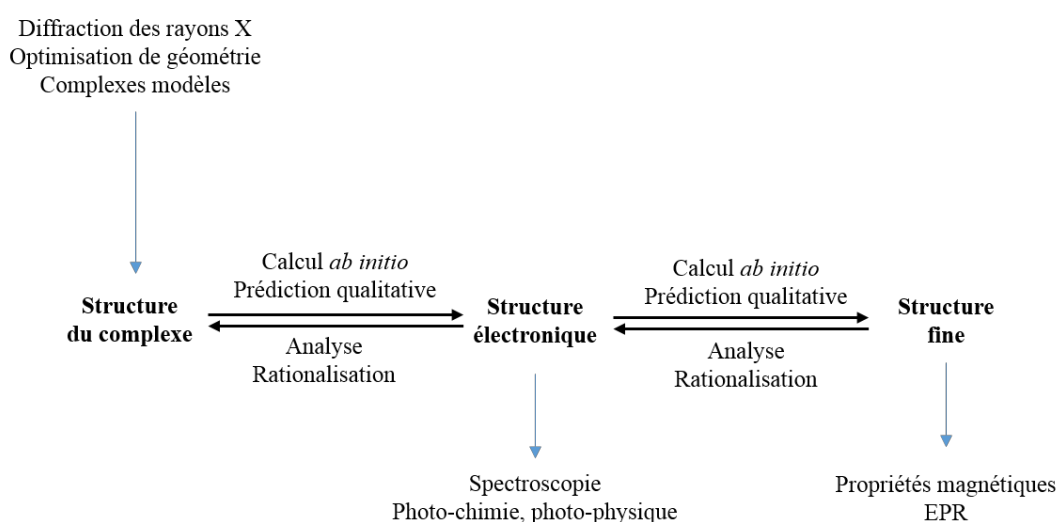 Diffraction des rayons X
Optimisation de géométrie
Complexes modèles
Calcul ab initio
Prédiction qualitative
Structure
du complexe
Analyse
Rationalisation
Structure
électronique
Calcul ab initio
Prédiction qualitative
Analyse
Rationalisation
Structure
fine
Spectroscopie
Photo-chimie, photo-physique
Propriétés magnétiques
EPR